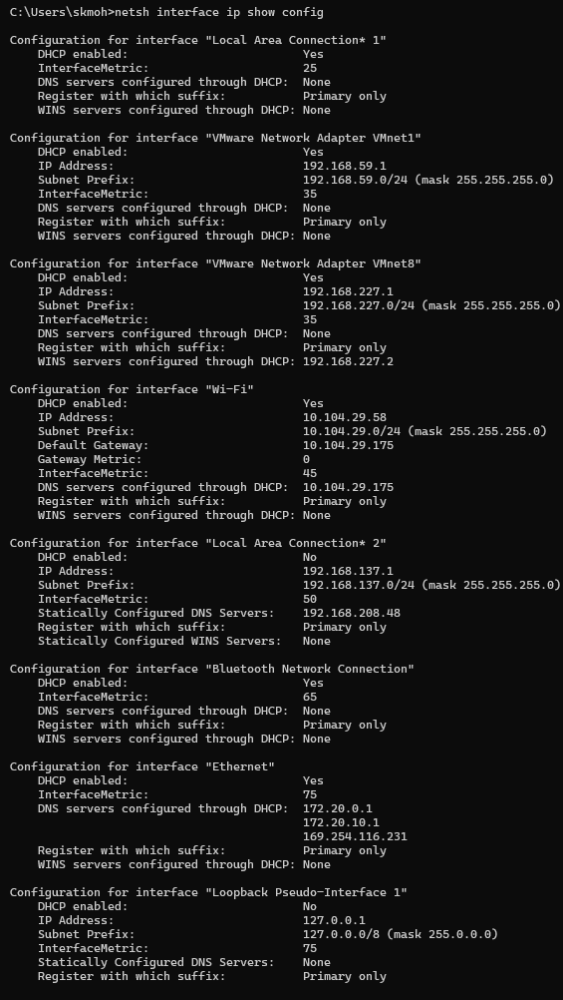 C:\Users\skmoh>netsh interface ip show config

Configuration for interface "Local Area Connection* 1"
    DHCP enabled:                         Yes
    InterfaceMetric:                      25
    DNS servers configured through DHCP:  None
    Register with which suffix:           Primary only
    WINS servers configured through DHCP: None

Configuration for interface "VMware Network Adapter VMnet1"
    DHCP enabled:                         Yes
    IP Address:                           192.168.59.1
    Subnet Prefix:                        192.168.59.0/24 (mask 255.255.255.0)
    InterfaceMetric:                      35
    DNS servers configured through DHCP:  None
    Register with which suffix:           Primary only
    WINS servers configured through DHCP: None

Configuration for interface "VMware Network Adapter VMnet8"
    DHCP enabled:                         Yes
    IP Address:                           192.168.227.1
    Subnet Prefix:                        192.168.227.0/24 (mask 255.255.255.0)
    InterfaceMetric:                      35
    DNS servers configured through DHCP:  None
    Register with which suffix:           Primary only
    WINS servers configured through DHCP: 192.168.227.2

Configuration for interface "Wi-Fi"
    DHCP enabled:                         Yes
    IP Address:                           10.104.29.58
    Subnet Prefix:                        10.104.29.0/24 (mask 255.255.255.0)
    Default Gateway:                      10.104.29.175
    Gateway Metric:                       0
    InterfaceMetric:                      45
    DNS servers configured through DHCP:  10.104.29.175
    Register with which suffix:           Primary only
    WINS servers configured through DHCP: None

Configuration for interface "Local Area Connection* 2"
    DHCP enabled:                         No
    IP Address:                           192.168.137.1
    Subnet Prefix:                        192.168.137.0/24 (mask 255.255.255.0)
    InterfaceMetric:                      50
    Statically Configured DNS Servers:    192.168.208.48
    Register with which suffix:           Primary only
    Statically Configured WINS Servers:   None

Configuration for interface "Bluetooth Network Connection"
    DHCP enabled:                         Yes
    InterfaceMetric:                      65
    DNS servers configured through DHCP:  None
    Register with which suffix:           Primary only
    WINS servers configured through DHCP: None

Configuration for interface "Ethernet"
    DHCP enabled:                         Yes
    InterfaceMetric:                      75
    DNS servers configured through DHCP:  172.20.0.1
                                          172.20.10.1
                                          169.254.116.231
    Register with which suffix:           Primary only
    WINS servers configured through DHCP: None

Configuration for interface "Loopback Pseudo-Interface 1"
    DHCP enabled:                         No
    IP Address:                           127.0.0.1
    Subnet Prefix:                        127.0.0.0/8 (mask 255.0.0.0)
    InterfaceMetric:                      75
    Statically Configured DNS Servers:    None
    Register with which suffix:           Primary only